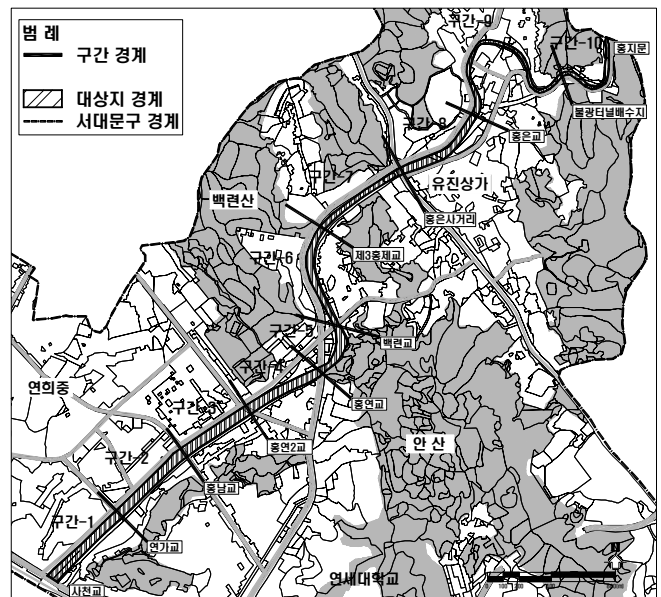 범 례
구간 경계
대상지 경계
서대문구 경계
구간-9
구간-10
홍지문
불광터널배수지
구간-8
홍은교
유진상가
구간-7
백련산
홍은사거리
제3홍제교
구간-6
백련교
구간-5
구간-4
홍연교
연희중
구간-3
안 산
홍연2교
구간-2
홍남교
구간-1
연가교
연세대학교
사천교
N